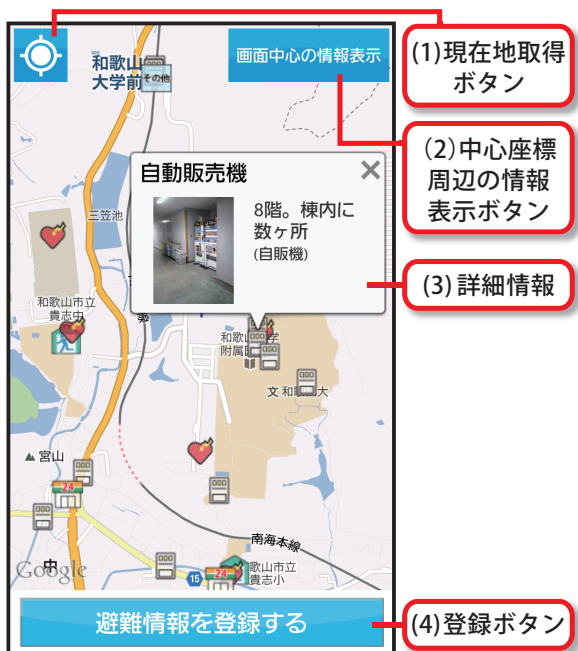 画面中心の情報表示
和歌山
大学前
その他
(1)現在地取得
ボタン
(2)中心座標
周辺の情報
表示ボタン
自動販売機
8階。棟内に
数ヶ所
(自販機)
(3)詳細情報
三笠池
和歌山市立
貴志中
和歌
附属
文 和歌 大
宮山
24
南海本線
中
Google
15
24
歌山市立
貴志小
避難情報を登録する
(4)登録ボタン